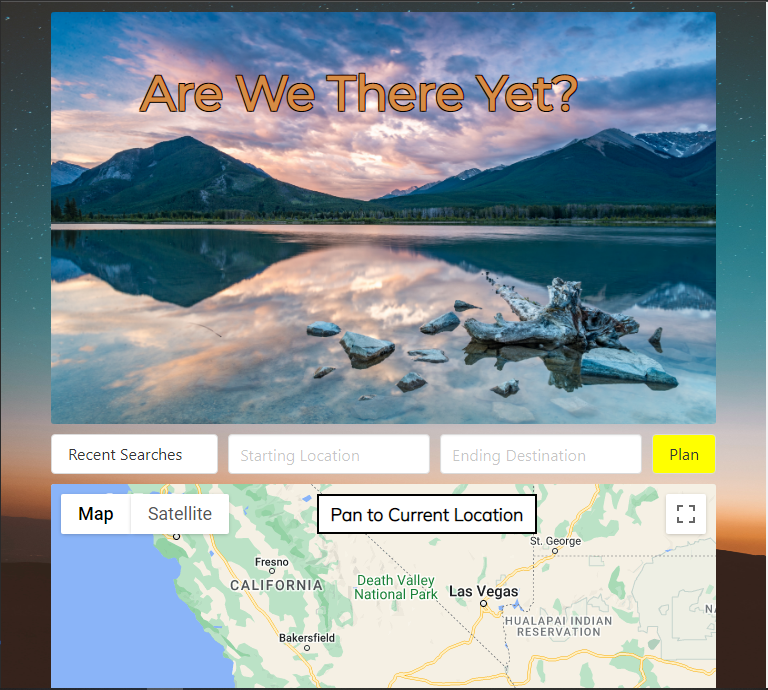 Are We There Yet?
Recent Searches
Starting Location
Ending Destination
Plan
Map
Satellite
Pan to Current Location
St. George
Fresno
CALIFORNIA
Death Valley
National Park
Las Vegas
HUALAPAI INDIAN
RESERVATION
Bakersfield